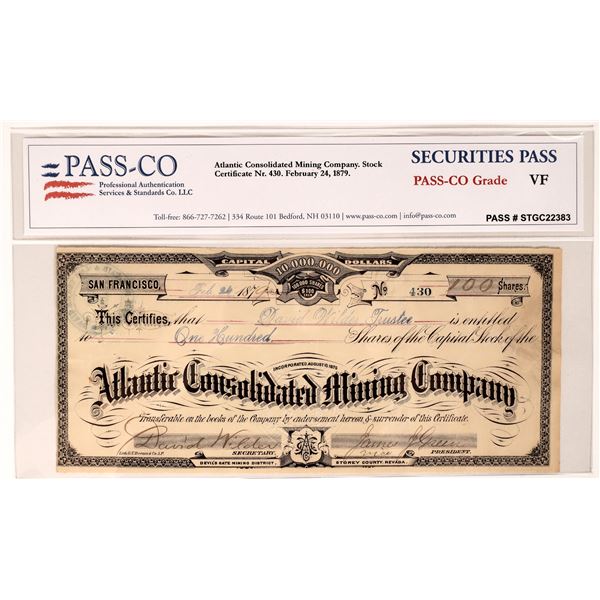 PASS-CO
Professional Authentication
Services & Standards Co. LLC
Atlantic Consolidated Mining Company. Stock
Certificate Nr. 430. February 24, 1879.
SECURITIES PASS
PASS-CO Grade VF
Toll-free: 866-727-7262 | 334 Route 101 Bedford, NH 03110 | www.pass-co.com | info@pass-co.com
PASS # STGC22383
CAPITAL DOLLARS
10-000-000
100 000 SHARES
$100
SAN FRANCISCO, Feb 24 1879 No 430 100 Shares.
This Certifies, that David Wilder Trustee is entitled
to One Hundred Shares of the Capital Stock of the
INCORPORATED, AUGUST
Atlantic Consolidated Mining Company
Transferable on the books of the Company by endorsement hereon & surrender of this Certificate.
David Wilder
SECRETARY. PRESIDENT.
DEVIL'S GATE MINING DISTRICT, STOREY COUNTY, NEVADA.